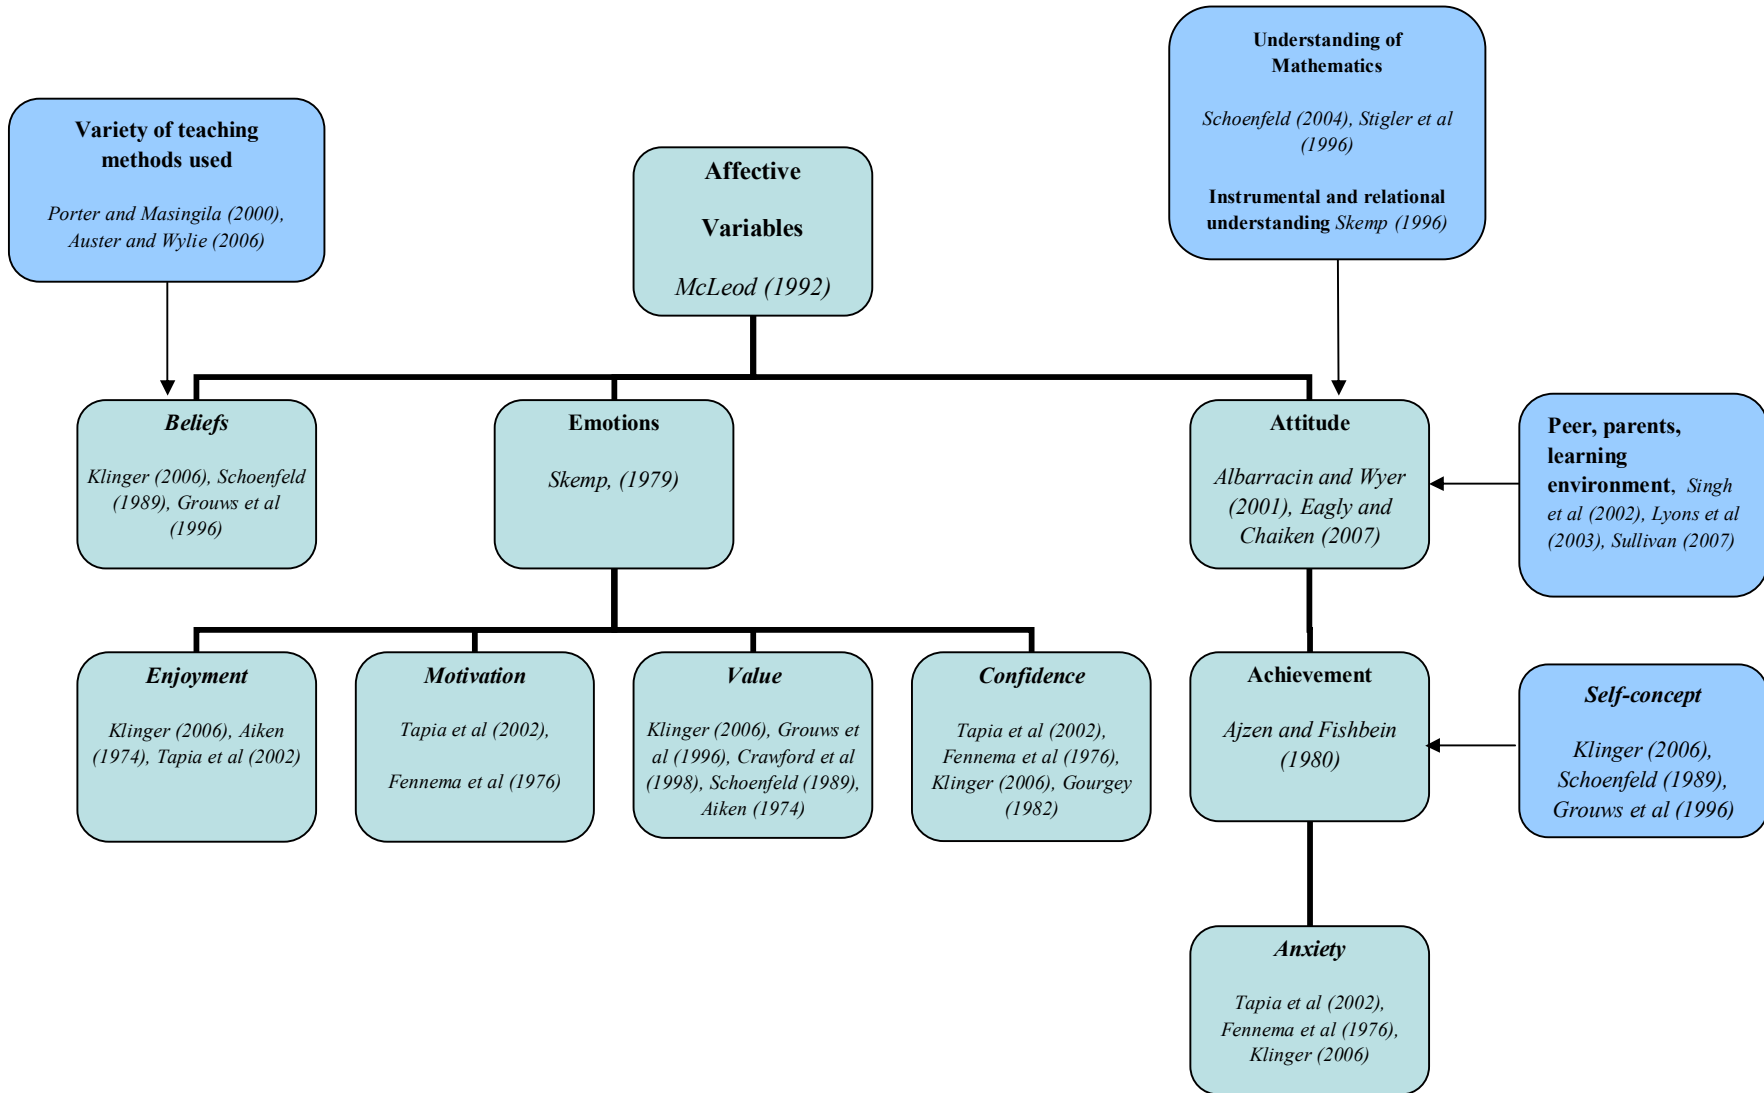 Understanding of
Mathematics
Schoenfeld (2004), Stigler et al
(1996)
Instrumental and relational
understanding Skemp (1996)
Variety of teaching
methods used
Porter and Masingila (2000),
Auster and Wylie (2006)
Affective
Variables
McLeod (1992)
Beliefs
Klinger (2006), Schoenfeld
(1989), Grouws et al
(1996)
Emotions
Skemp, (1979)
Attitude
Albarracin and Wyer
(2001), Eagly and
Chaiken (2007)
Peer, parents,
learning
environment, Singh
et al (2002), Lyons et al
(2003), Sullivan (2007)
Enjoyment
Klinger (2006), Aiken
(1974), Tapia et al (2002)
Motivation
Tapia et al (2002),
Fennema et al (1976)
Value
Klinger (2006), Grouws et
al (1996), Crawford et al
(1998), Schoenfeld (1989),
Aiken (1974)
Confidence
Tapia et al (2002),
Fennema et al (1976),
Klinger (2006), Gourgey
(1982)
Achievement
Ajzen and Fishbein
(1980)
Self-concept
Klinger (2006),
Schoenfeld (1989),
Grouws et al (1996)
Anxiety
Tapia et al (2002),
Fennema et al (1976),
Klinger (2006)